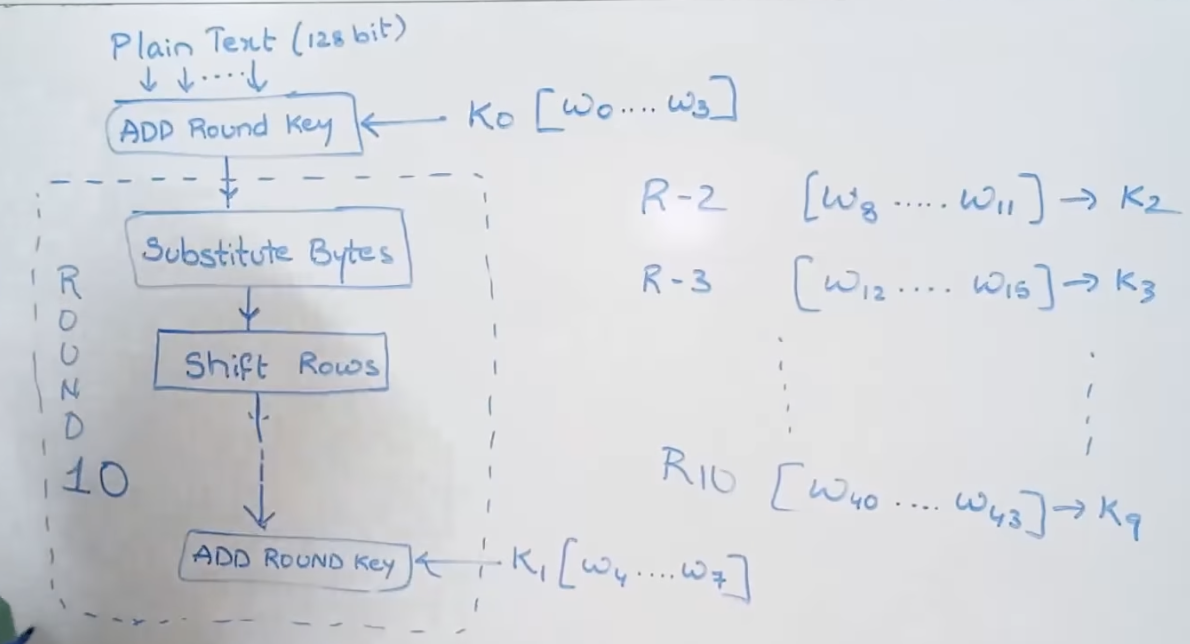 Plain Text (128 bit)
ADD Round Key
K0 [W0.... W3]
R-2 [W8 ..... W11] → K2
Substitute Bytes
R-3 [W12 .... W15] → K3
Shift Rows
ROUND
10
R10 [W40 .... W43] → K9
ADD ROUND Key
K1 [W4....W7]